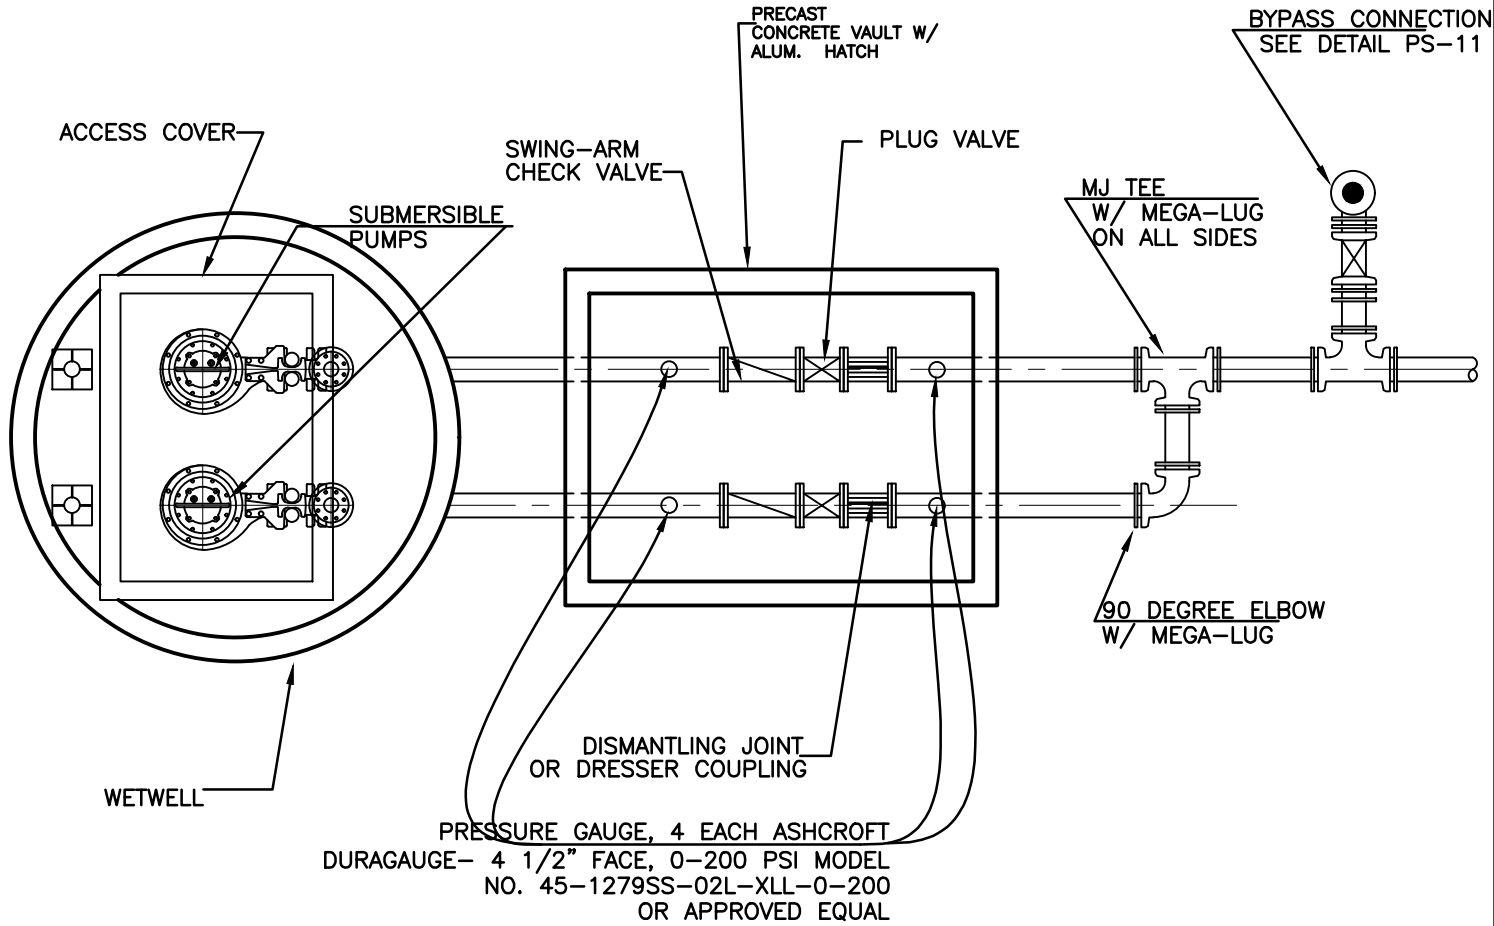 PRECAST
CONCRETE VAULT W/
ALUM. HATCH
BYPASS CONNECTION
SEE DETAIL PS-11
ACCESS COVER
SWING-ARM
CHECK VALVE
PLUG VALVE
SUBMERSIBLE
PUMPS
MJ TEE
W/ MEGA-LUG
ON ALL SIDES
90 DEGREE ELBOW
W/ MEGA-LUG
DISMANTLING JOINT
OR DRESSER COUPLING
WETWELL
PRESSURE GAUGE, 4 EACH ASHCROFT
DURAGAUGE- 4 1/2" FACE, 0-200 PSI MODEL
NO. 45-1279SS-02L-XLL-0-200
OR APPROVED EQUAL